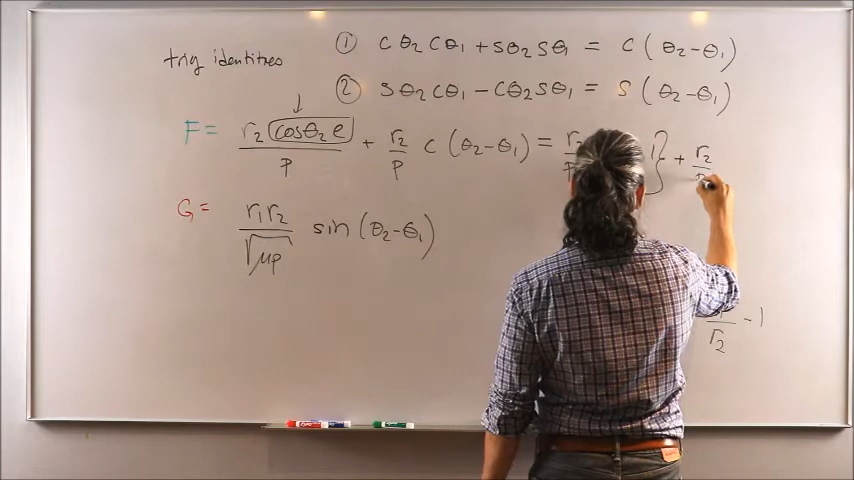 ① Cθ₂Cθ₁ + Sθ₂Sθ₁ = C(θ₂-θ₁)
trig identities
② Sθ₂Cθ₁ - Cθ₂Sθ₁ = S(θ₂-θ₁)
F = r₂ cosθ₂ e / p + r₂/p C(θ₂-θ₁) = 1} + r₂
G = r₁r₂ / √μp sin(θ₂-θ₁)
r₂ - 1